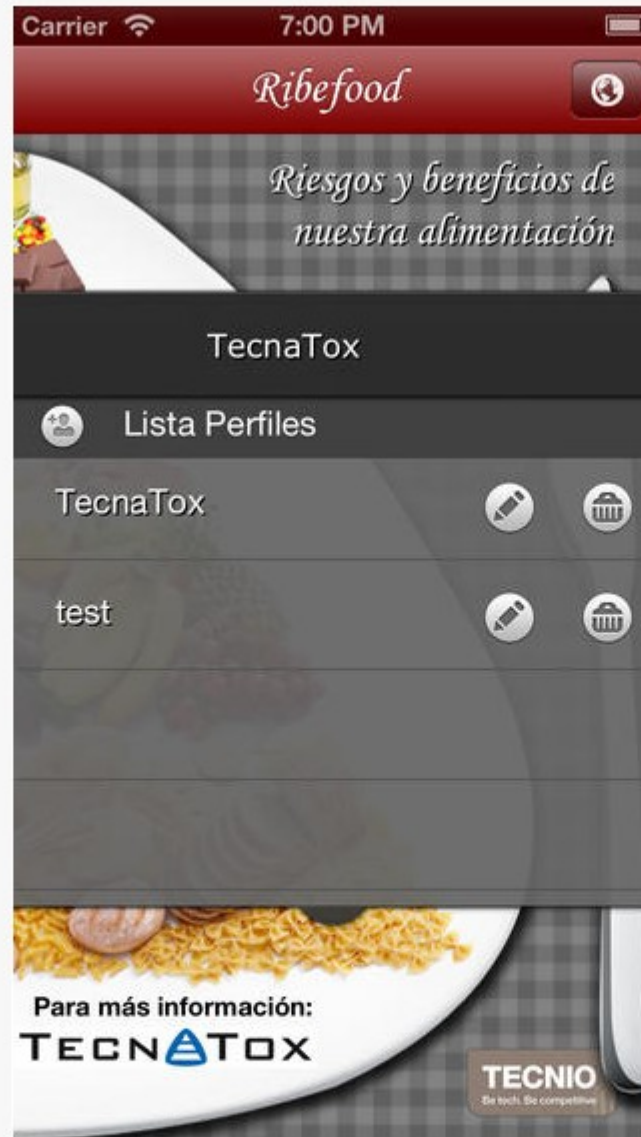 Carrier 7:00 PM
Ribefood
Riesgos y beneficios de
nuestra alimentación
TecnaTox
Lista Perfiles
TecnaTox
test
Para más información:
TECNATOX
TECNIO
Be tech. Be competitive